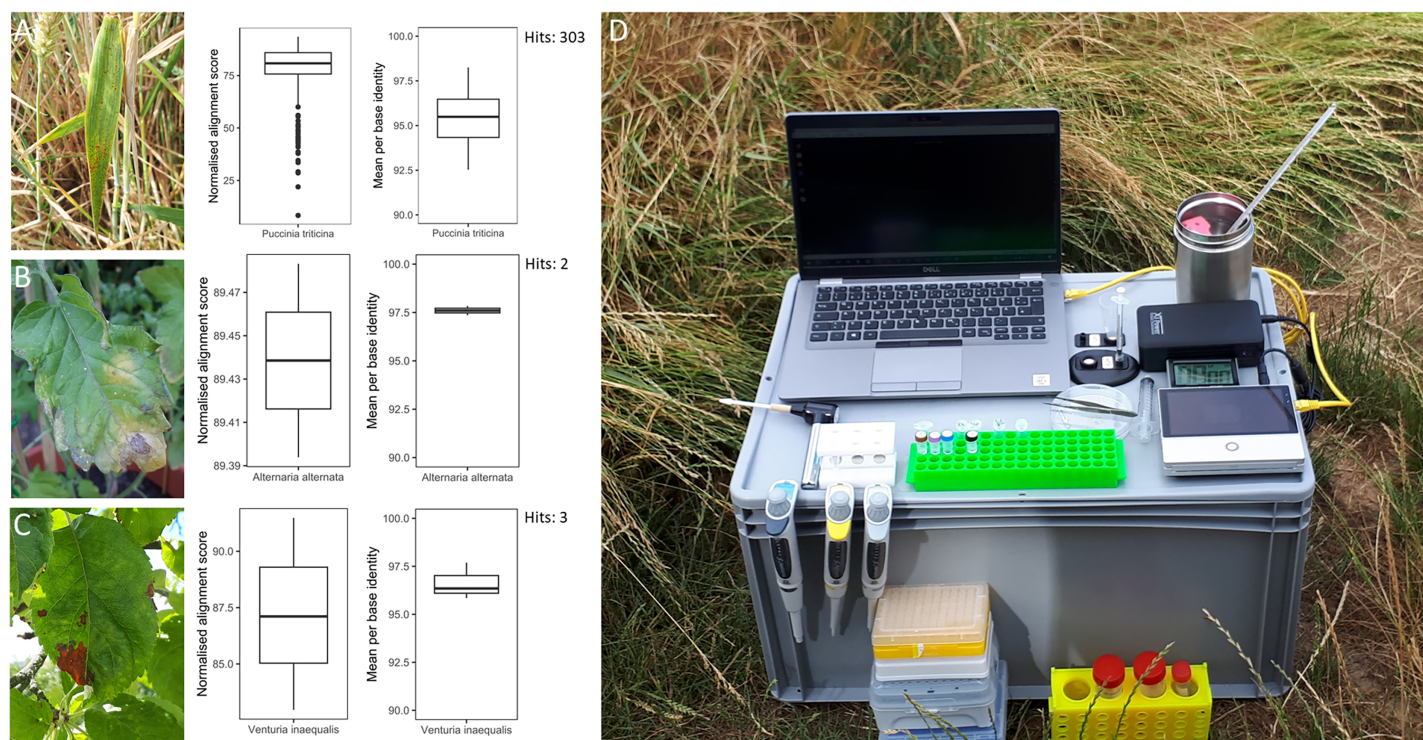 A
Normalised alignment score
75
50
25
Puccinia triticina
Mean per base identity
100.0
97.5
95.0
92.5
90.0
Puccinia triticina
Hits: 303
B
Normalised alignment score
89.47
89.45
89.43
89.41
89.39
Alternaria alternata
Mean per base identity
100.0
97.5
95.0
92.5
90.0
Alternaria alternata
Hits: 2
C
Normalised alignment score
90.0
87.5
85.0
Venturia inaequalis
Mean per base identity
100.0
97.5
95.0
92.5
90.0
Venturia inaequalis
Hits: 3
D
DELL